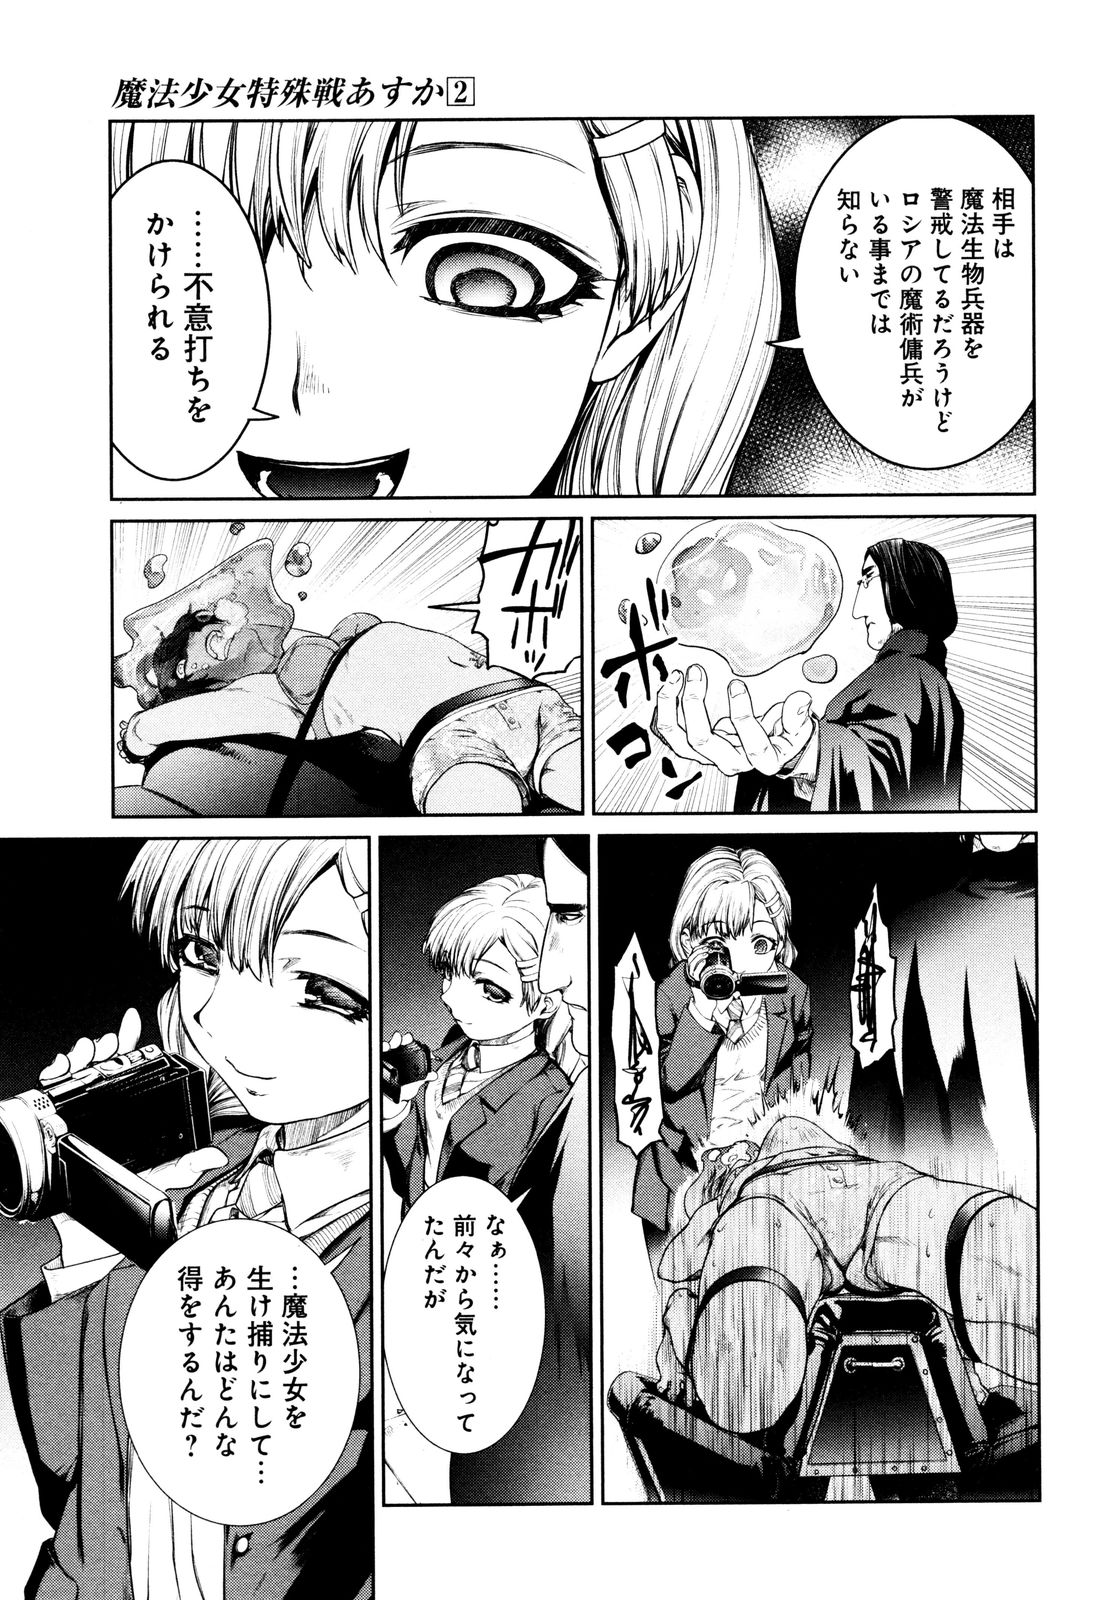 魔法少女特殊戦あすか2
相手は
魔法生物兵器を
警戒してるだろうけど
ロシアの魔術傭兵が
いる事までは
知らない
……不意打ちを
かけられる
ボコン
ガボガボ
なぁ……
前々から気になって
たんだが
…魔法少女を
生け捕りにして…
あんたはどんな
得をするんだ？